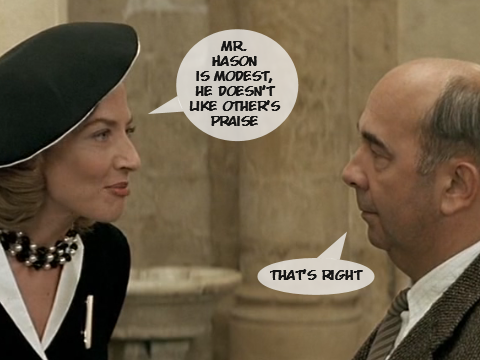 MR.
HASON
IS MODEST,
HE DOESN'T
LIKE OTHER'S
PRAISE
THAT'S RIGHT